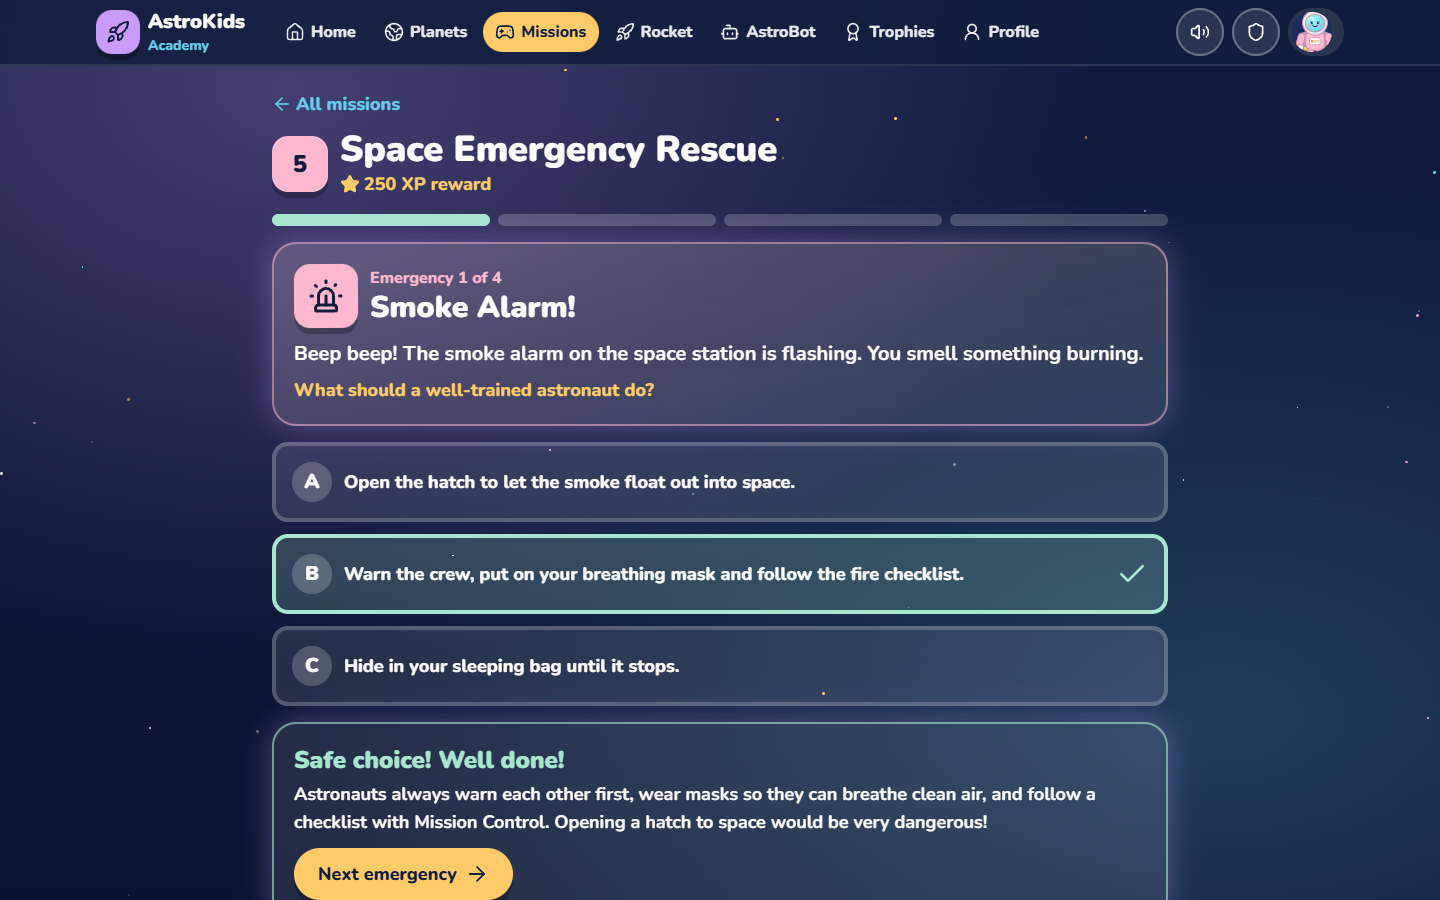 AstroKids
Academy
Home
Planets
Missions
Rocket
AstroBot
Trophies
Profile
All missions
5
Space Emergency Rescue
250 XP reward
Emergency 1 of 4
Smoke Alarm!
Beep beep! The smoke alarm on the space station is flashing. You smell something burning.
What should a well-trained astronaut do?
A
Open the hatch to let the smoke float out into space.
B
Warn the crew, put on your breathing mask and follow the fire checklist.
C
Hide in your sleeping bag until it stops.
Safe choice! Well done!
Astronauts always warn each other first, wear masks so they can breathe clean air, and follow a
checklist with Mission Control. Opening a hatch to space would be very dangerous!
Next emergency